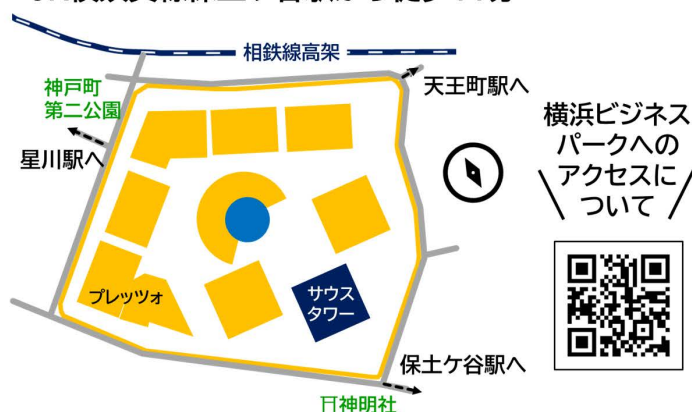 相鉄線高架
神戸町
第二公園
天王町駅へ
星川駅へ
横浜ビジネス
パークへの
アクセスに
ついて
プレッツォ
サウス
タワー
保土ケ谷駅へ
神明社